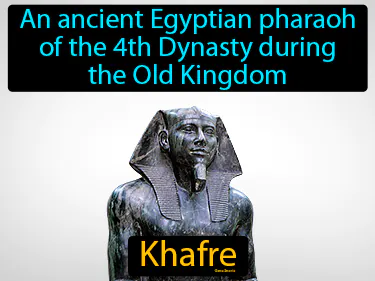 An ancient Egyptian pharaoh
of the 4th Dynasty during
the Old Kingdom
Khafre